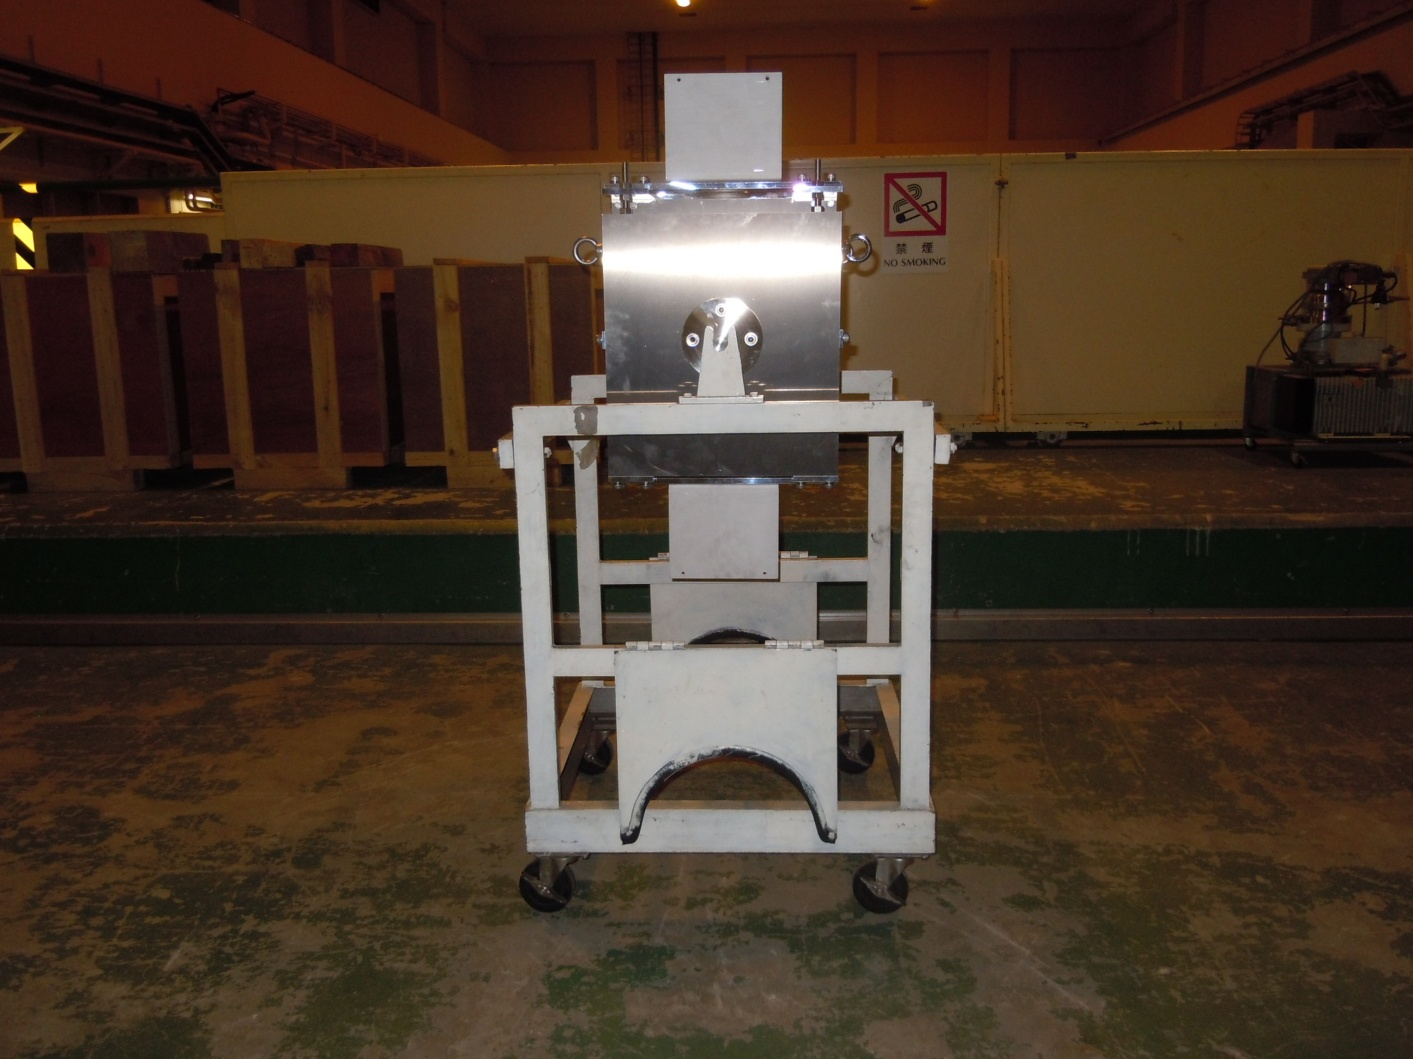 禁 煙
NO SMOKING